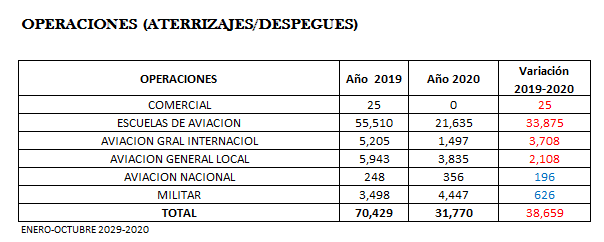 OPERACIONES (ATERRIZAJES/DESPEGUES)
OPERACIONES Año 2019 Año 2020 Variación 2019-2020
COMERCIAL 25 0 25
ESCUELAS DE AVIACION 55,510 21,635 33,875
AVIACION GRAL INTERNACIOL 5,205 1,497 3,708
AVIACION GENERAL LOCAL 5,943 3,835 2,108
AVIACION NACIONAL 248 356 196
MILITAR 3,498 4,447 626
TOTAL 70,429 31,770 38,659
ENERO-OCTUBRE 2029-2020